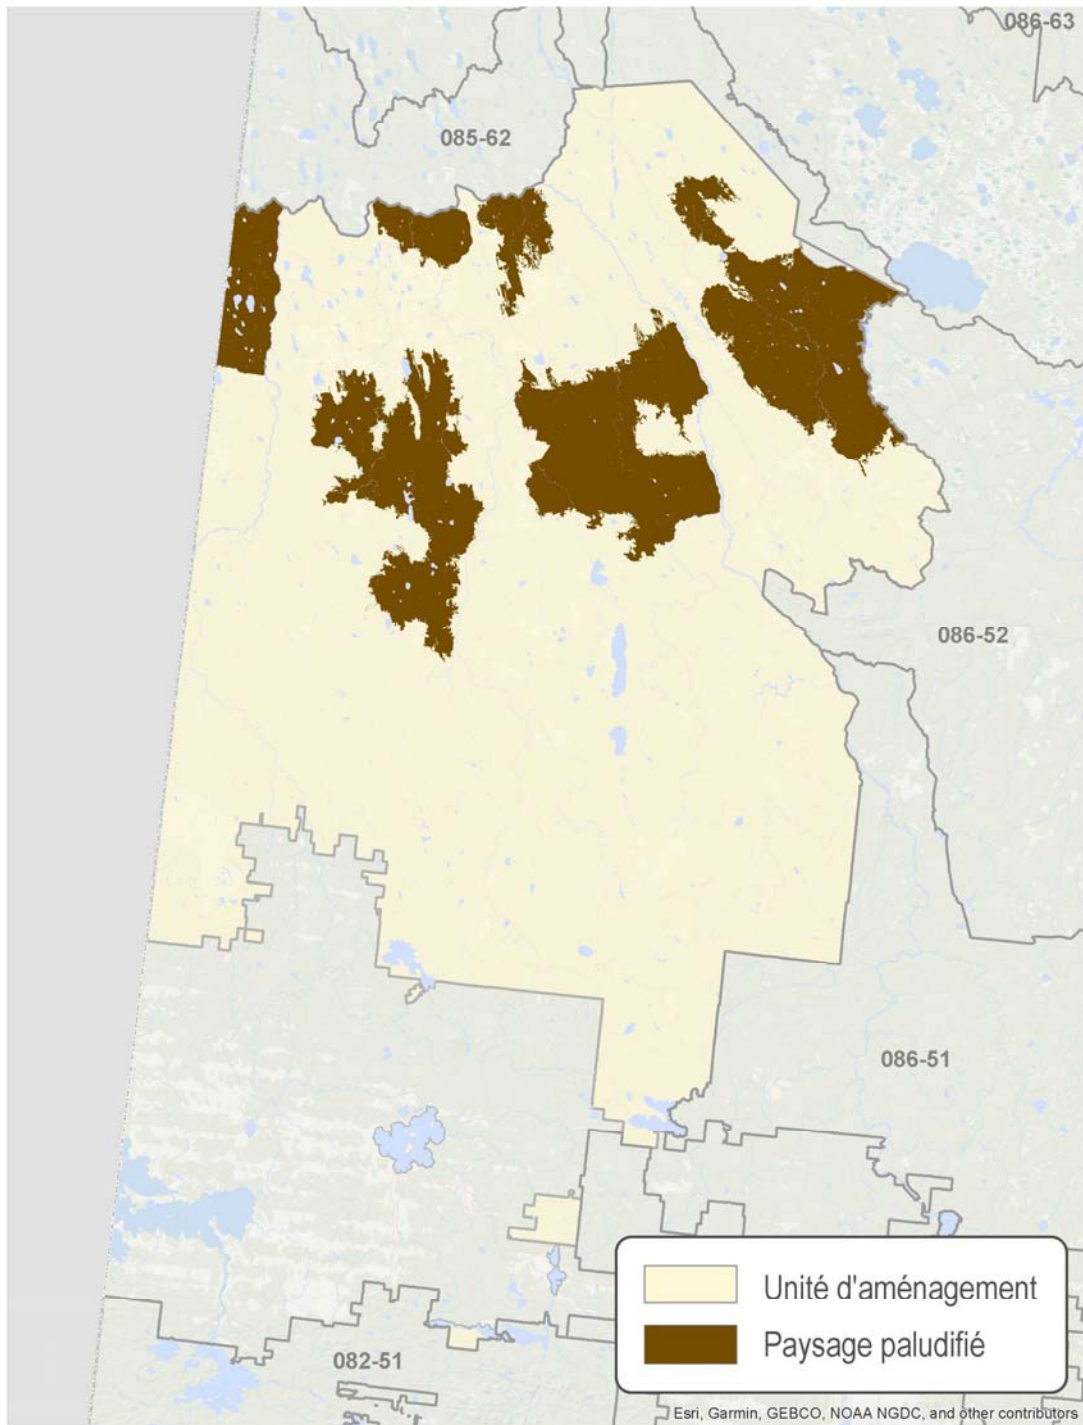 086-63
085-62
086-52
086-51
Unité d'aménagement
Paysage paludifié
082-51
Esri, Garmin, GEBCO, NOAA NGDC, and other contributors